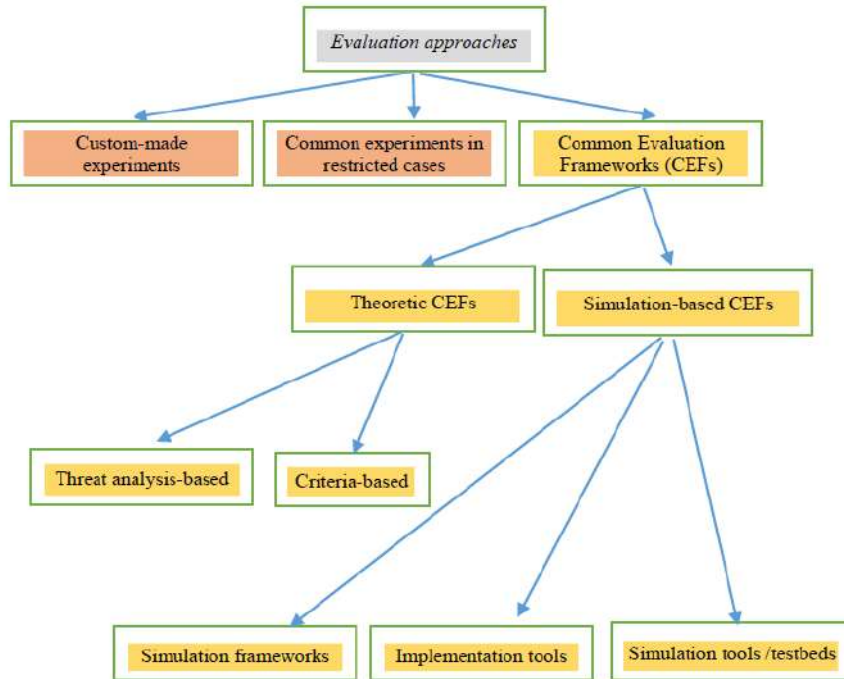 Evaluation approaches
Custom-made
experiments
Common experiments in
restricted cases
Common Evaluation
Frameworks (CEFs)
Theoretic CEFs
Simulation-based CEFs
Threat analysis-based
Criteria-based
Simulation frameworks
Implementation tools
Simulation tools /testbeds